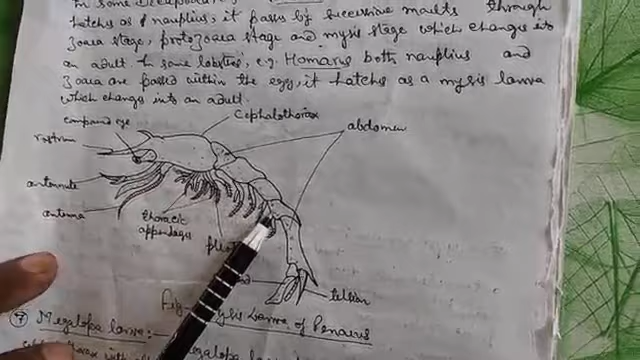 In some
hatches as nauplius, it passes by successive moults through
zoaea stage, protozoaea stage and mysis stage which changes into
an adult. In some lobsters, e.g. Homarus both nauplius and
zoaea are passed within the egg, it hatches as a mysis larva
which changes into an adult.
compound eye
Cephalothorax
rostrum
abdomen
antennule
antenna
thoracic
appendages
telson
Fig. Mysis Larva of Penaeus
7 Megalopa larva:-